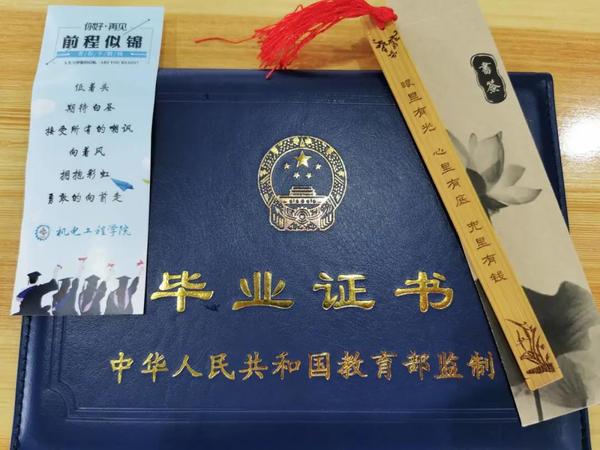 你好·再见
前程似锦
低着头
期待白昼
接受所有的嘲讽
向着风
拥抱彩虹
勇敢的向前走
机电工程学院
毕业证书
中华人民共和国教育部监制
书签
眼里有光 心里有底 兜里有钱